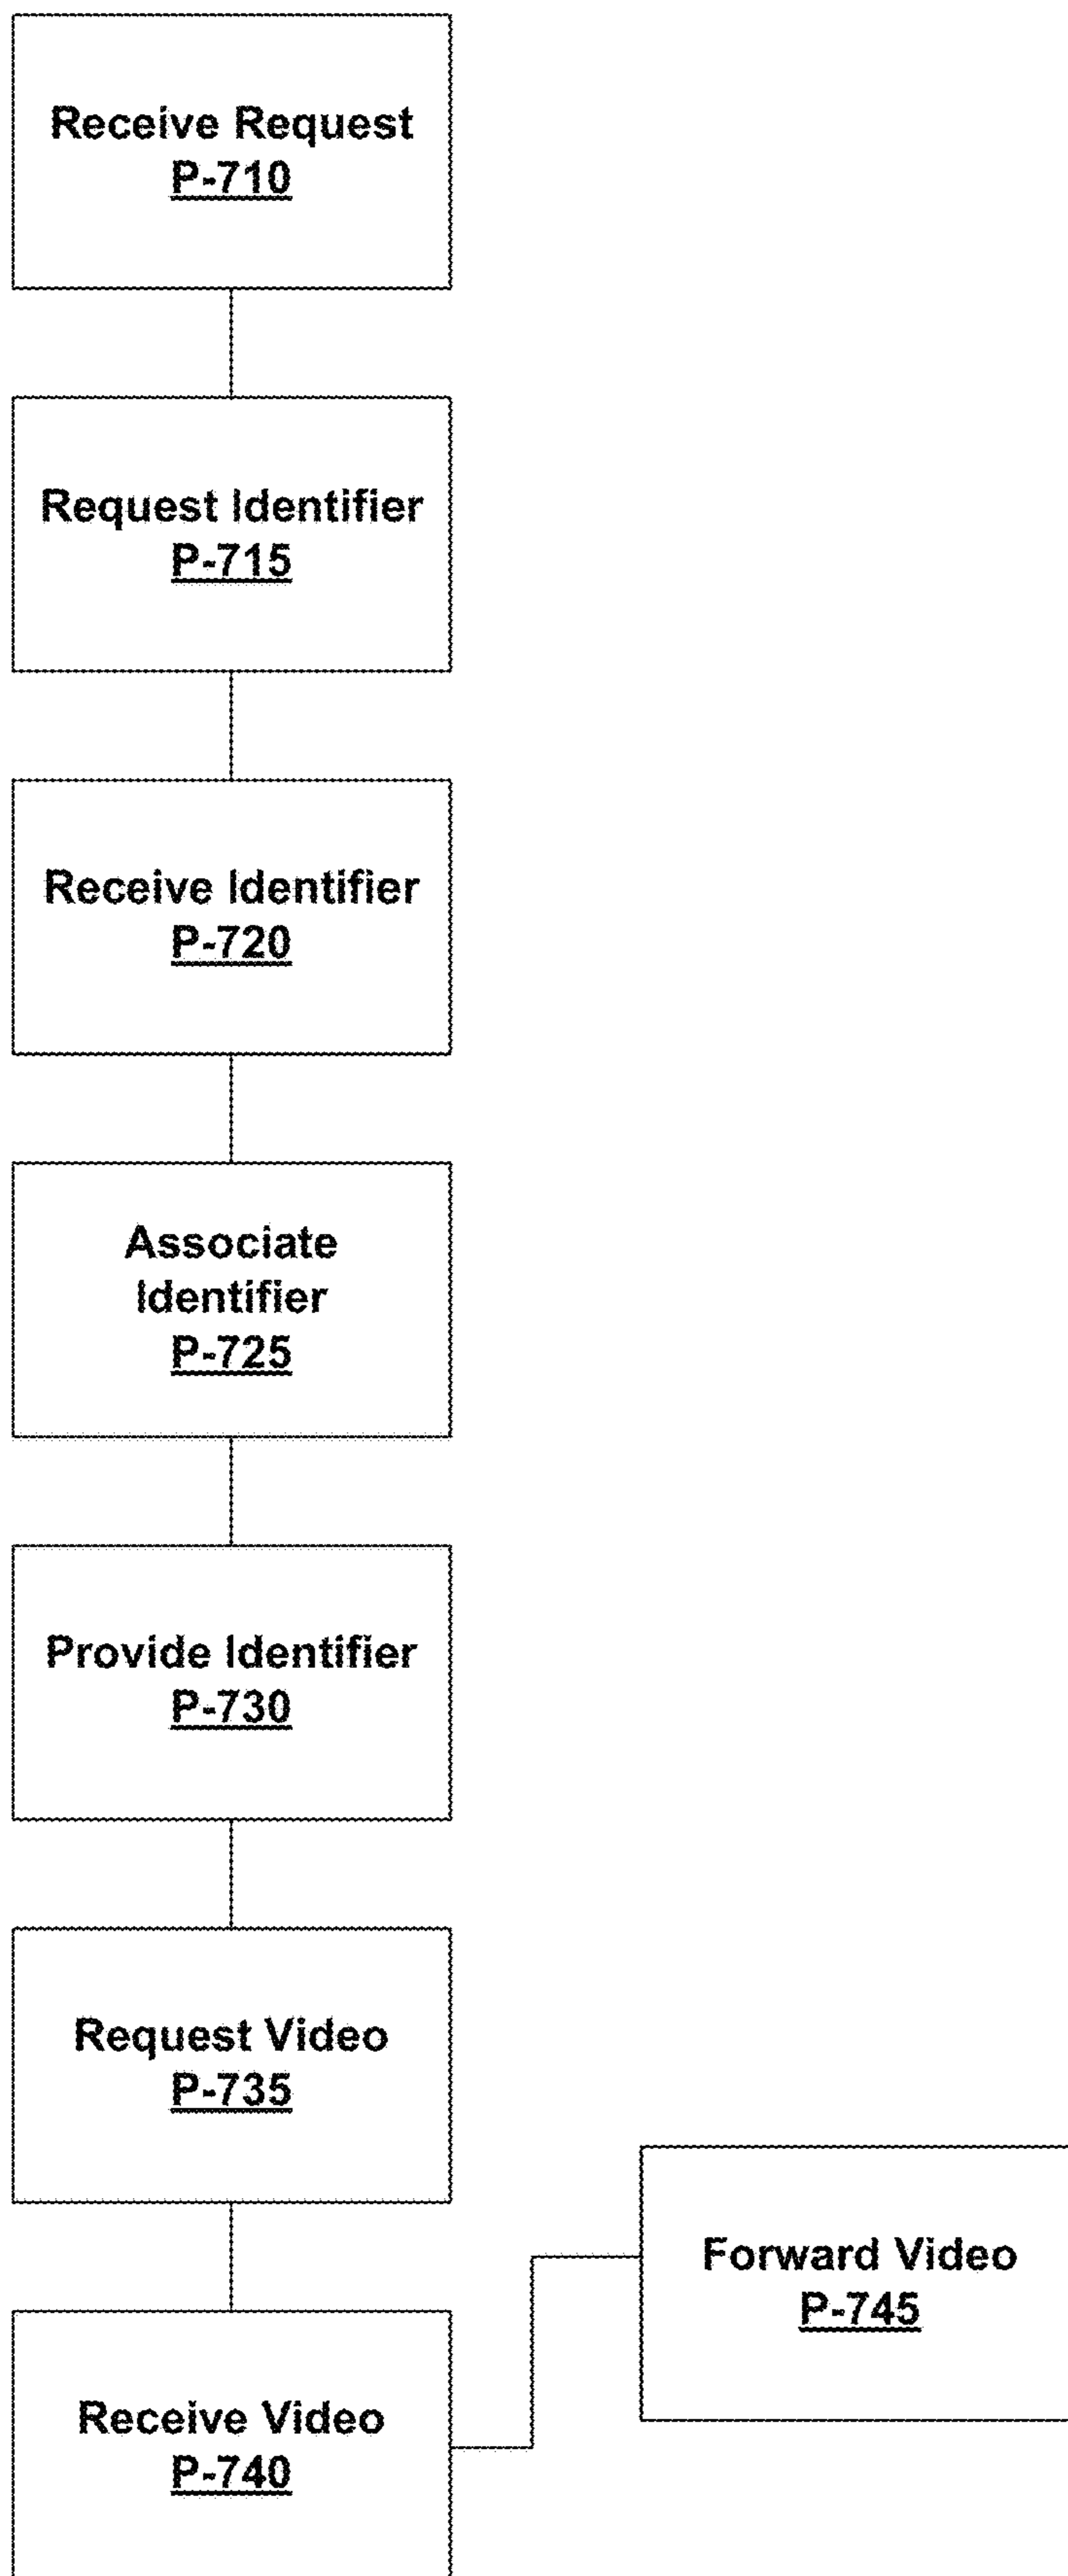 Receive Request
P-710
Request Identifier
P-715
Receive Identifier
P-720
Associate
Identifier
P-725
Provide Identifier
P-730
Request Video
P-735
Forward Video
P-745
Receive Video
P-740